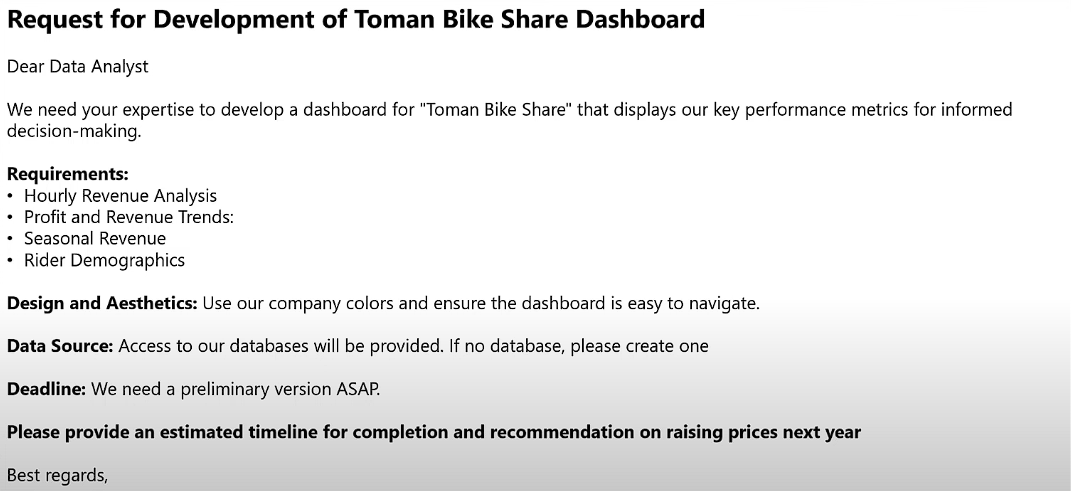 Request for Development of Toman Bike Share Dashboard
Dear Data Analyst
We need your expertise to develop a dashboard for "Toman Bike Share" that displays our key performance metrics for informed
decision-making.
Requirements:
• Hourly Revenue Analysis
• Profit and Revenue Trends:
• Seasonal Revenue
• Rider Demographics
Design and Aesthetics: Use our company colors and ensure the dashboard is easy to navigate.
Data Source: Access to our databases will be provided. If no database, please create one
Deadline: We need a preliminary version ASAP.
Please provide an estimated timeline for completion and recommendation on raising prices next year
Best regards,